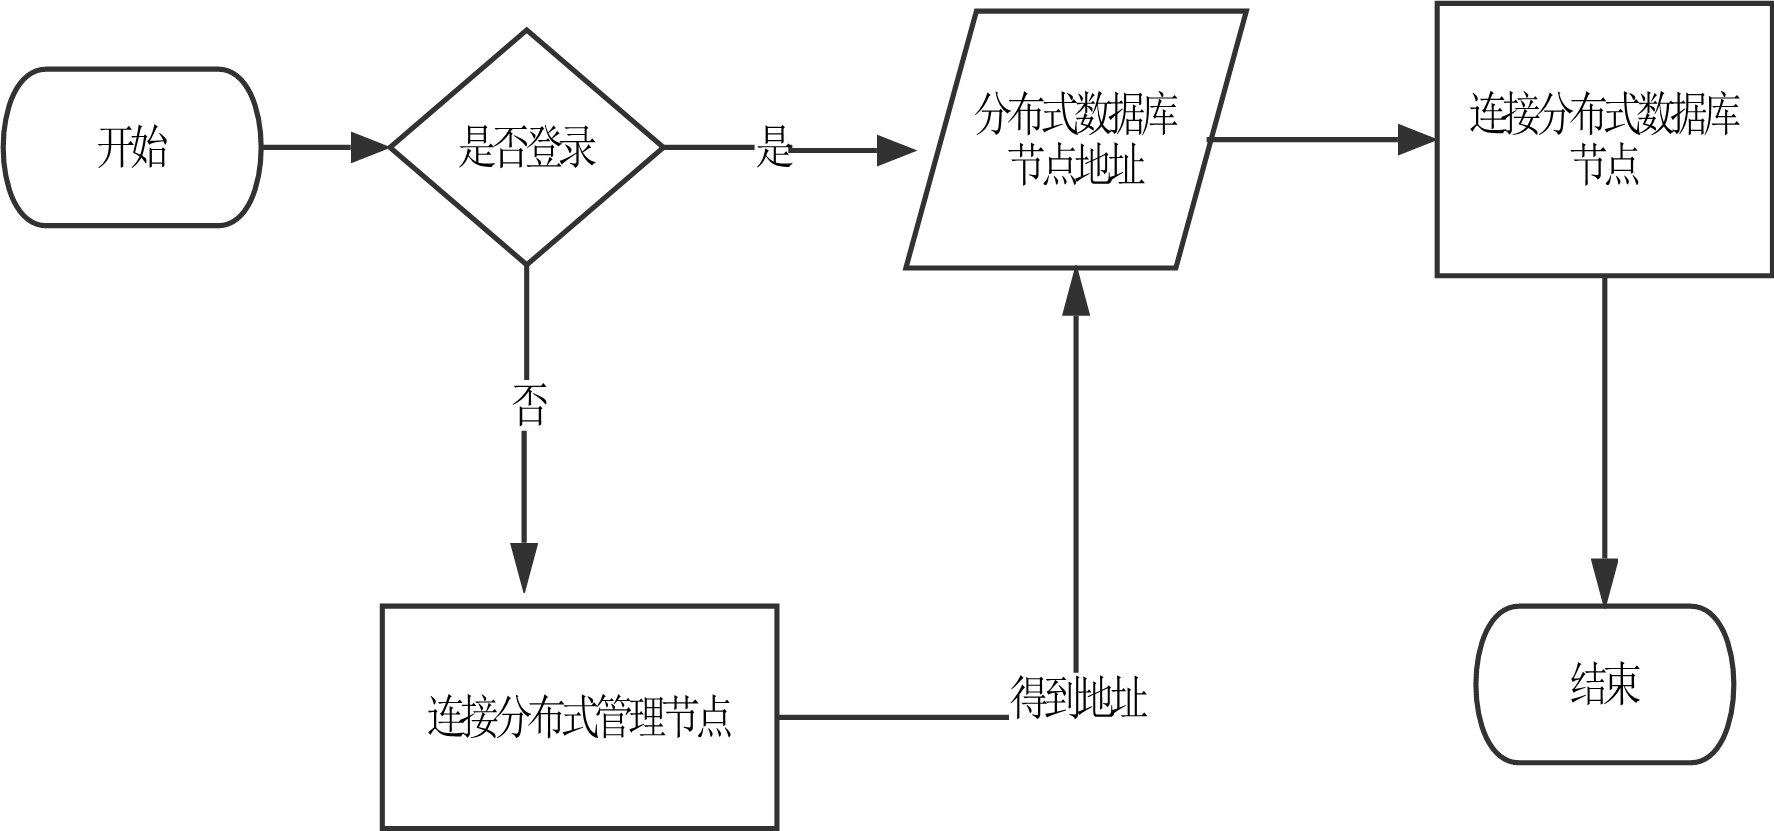 开始
是否登录
是
分布式数据库
节点地址
连接分布式数据库
节点
否
连接分布式管理节点
得到地址
结束